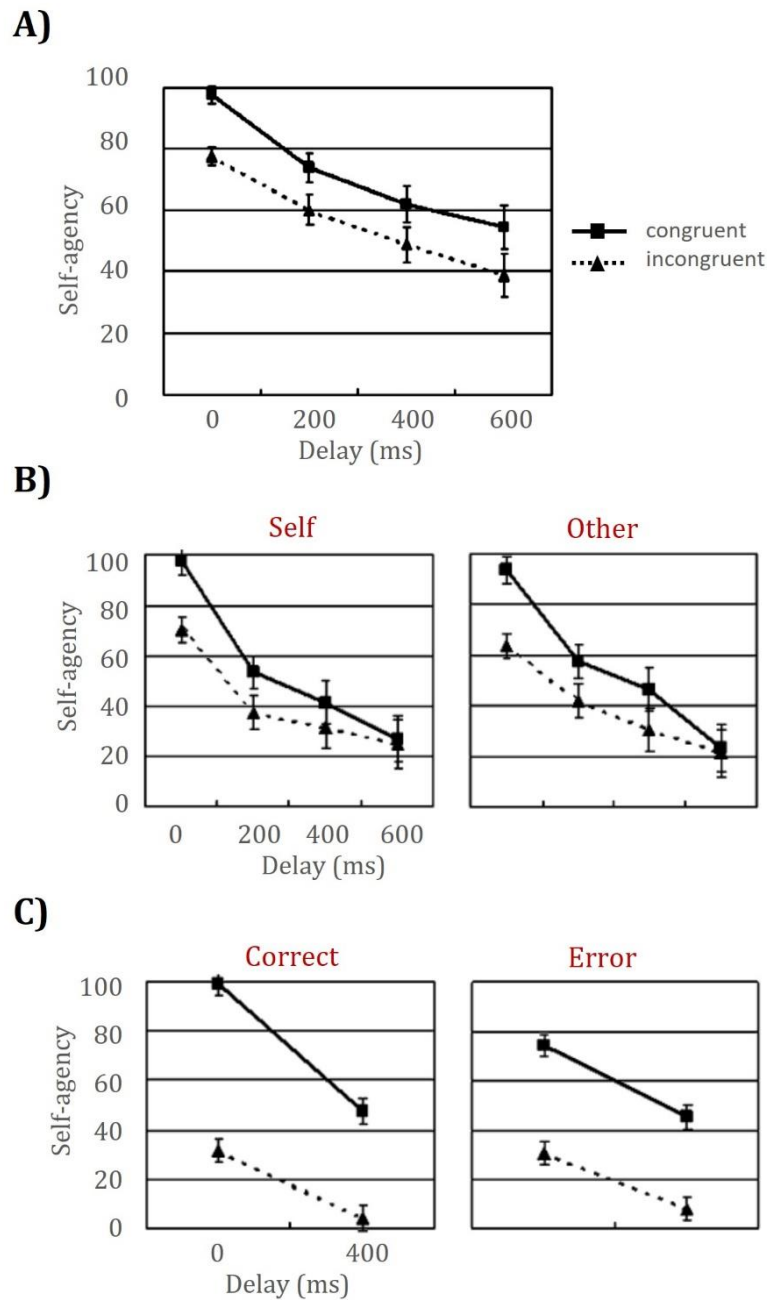 A)
100
80
60
40
20
0
Self-agency
0 200 400 600
Delay (ms)
congruent
incongruent
B)
Self
Other
100
80
60
40
20
0
Self-agency
0 200 400 600
Delay (ms)
C)
Correct
Error
100
80
60
40
20
0
Self-agency
0 400
Delay (ms)